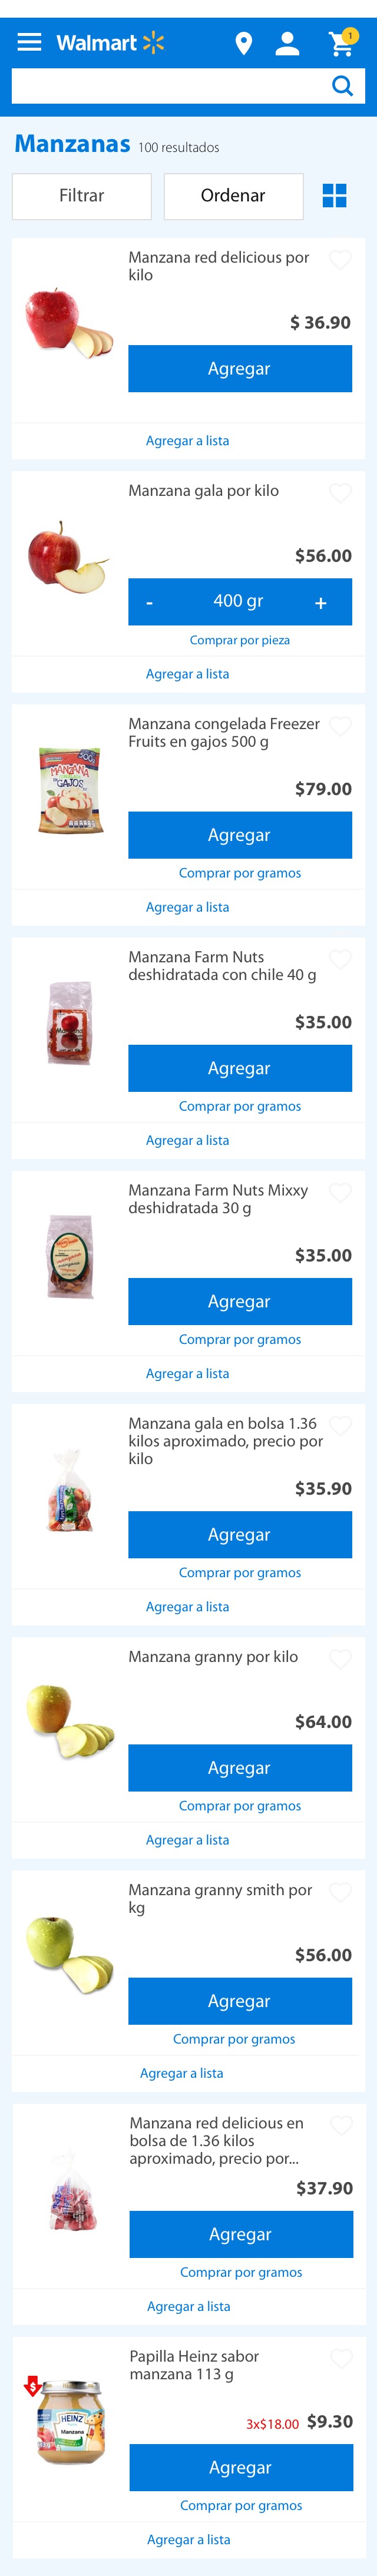 Walmart
1
Manzanas 100 resultados
Filtrar
Ordenar
Manzana red delicious por
kilo
$ 36.90
Agregar
Agregar a lista
Manzana gala por kilo
$56.00
- 400 gr +
Comprar por pieza
Agregar a lista
Manzana congelada Freezer
Fruits en gajos 500 g
MANZANA
GAJOS
$79.00
Agregar
Comprar por gramos
Agregar a lista
Manzana Farm Nuts
deshidratada con chile 40 g
$35.00
Agregar
Comprar por gramos
Agregar a lista
Manzana Farm Nuts Mixxy
deshidratada 30 g
$35.00
Agregar
Comprar por gramos
Agregar a lista
Manzana gala en bolsa 1.36
kilos aproximado, precio por
kilo
$35.90
Agregar
Comprar por gramos
Agregar a lista
Manzana granny por kilo
$64.00
Agregar
Comprar por gramos
Agregar a lista
Manzana granny smith por
kg
$56.00
Agregar
Comprar por gramos
Agregar a lista
Manzana red delicious en
bolsa de 1.36 kilos
aproximado, precio por...
$37.90
Agregar
Comprar por gramos
Agregar a lista
Papilla Heinz sabor
manzana 113 g
$
HEINZ
Manzana
3x$18.00 $9.30
Agregar
Comprar por gramos
Agregar a lista